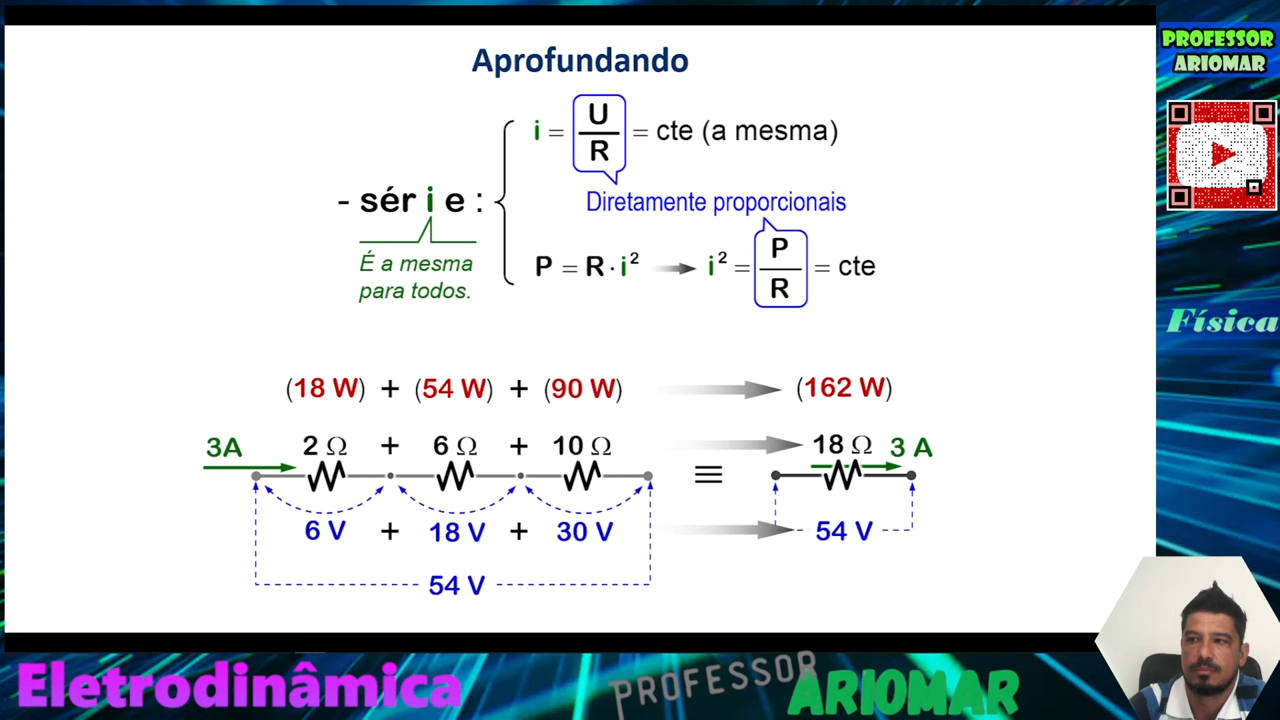 Aprofundando
PROFESSOR
ARIOMAR
i = U/R = cte (a mesma)
Diretamente proporcionais
- série :
É a mesma
para todos.
P = R · i² → i² = P/R = cte
Física
(18 W) + (54 W) + (90 W) (162 W)
3A 2 Ω + 6 Ω + 10 Ω 18 Ω 3 A
≡
6 V + 18 V + 30 V 54 V
54 V
Eletrodinâmica
PROFESSOR
ARIOMAR